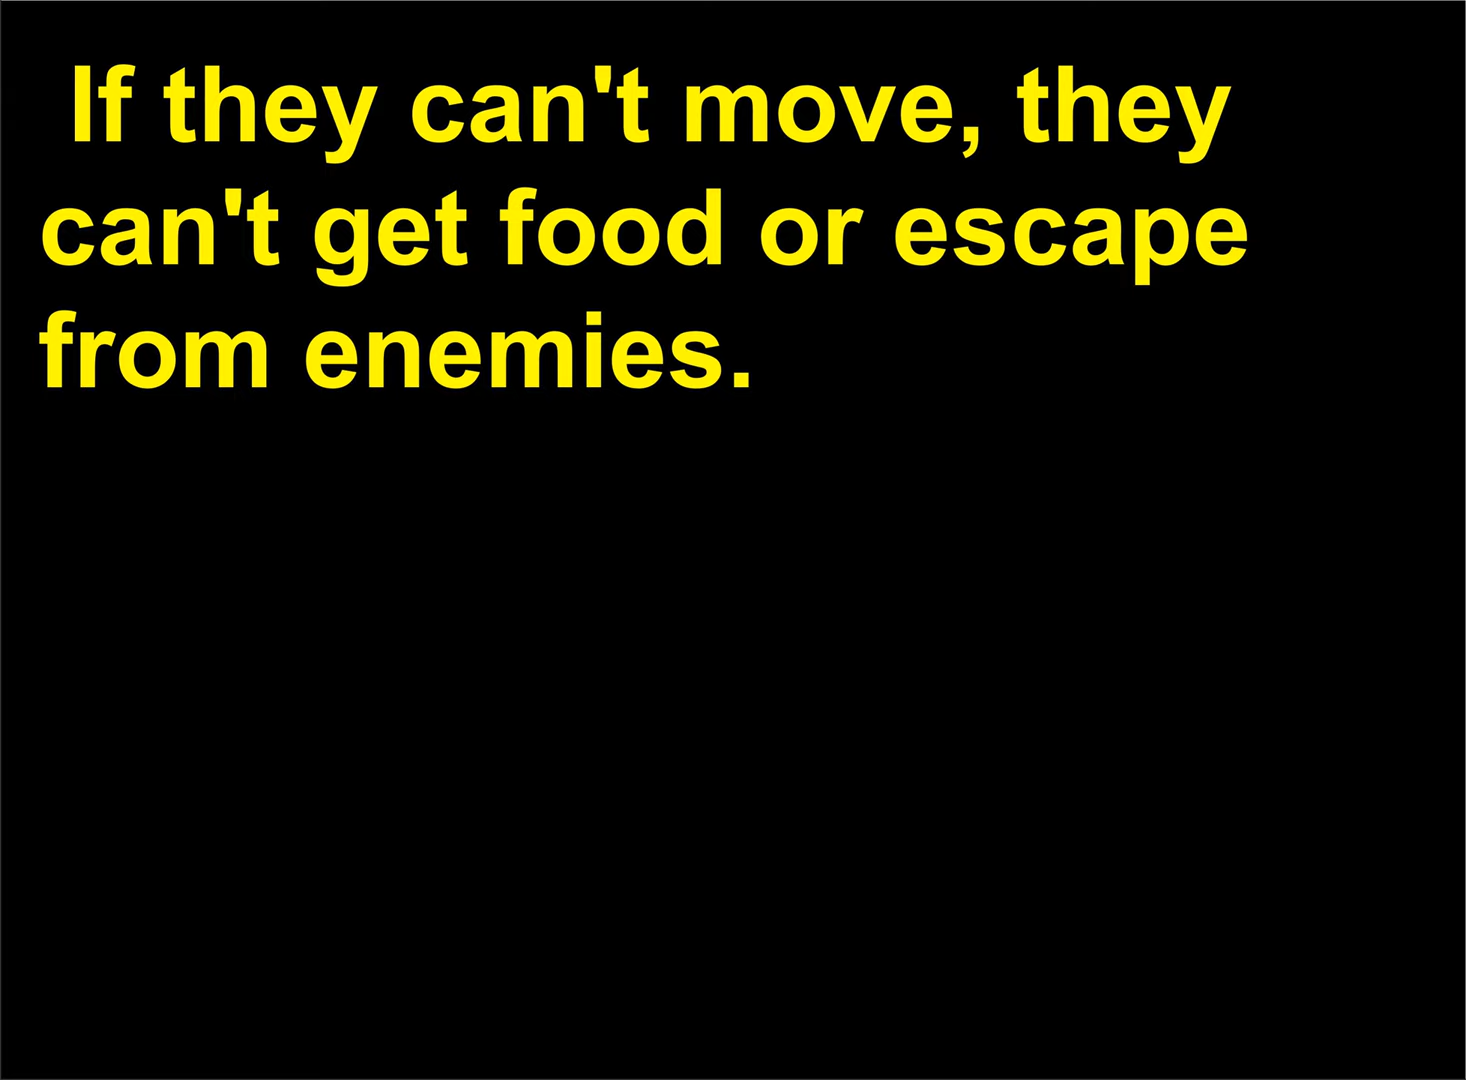 If they can't move, they
can't get food or escape
from enemies.